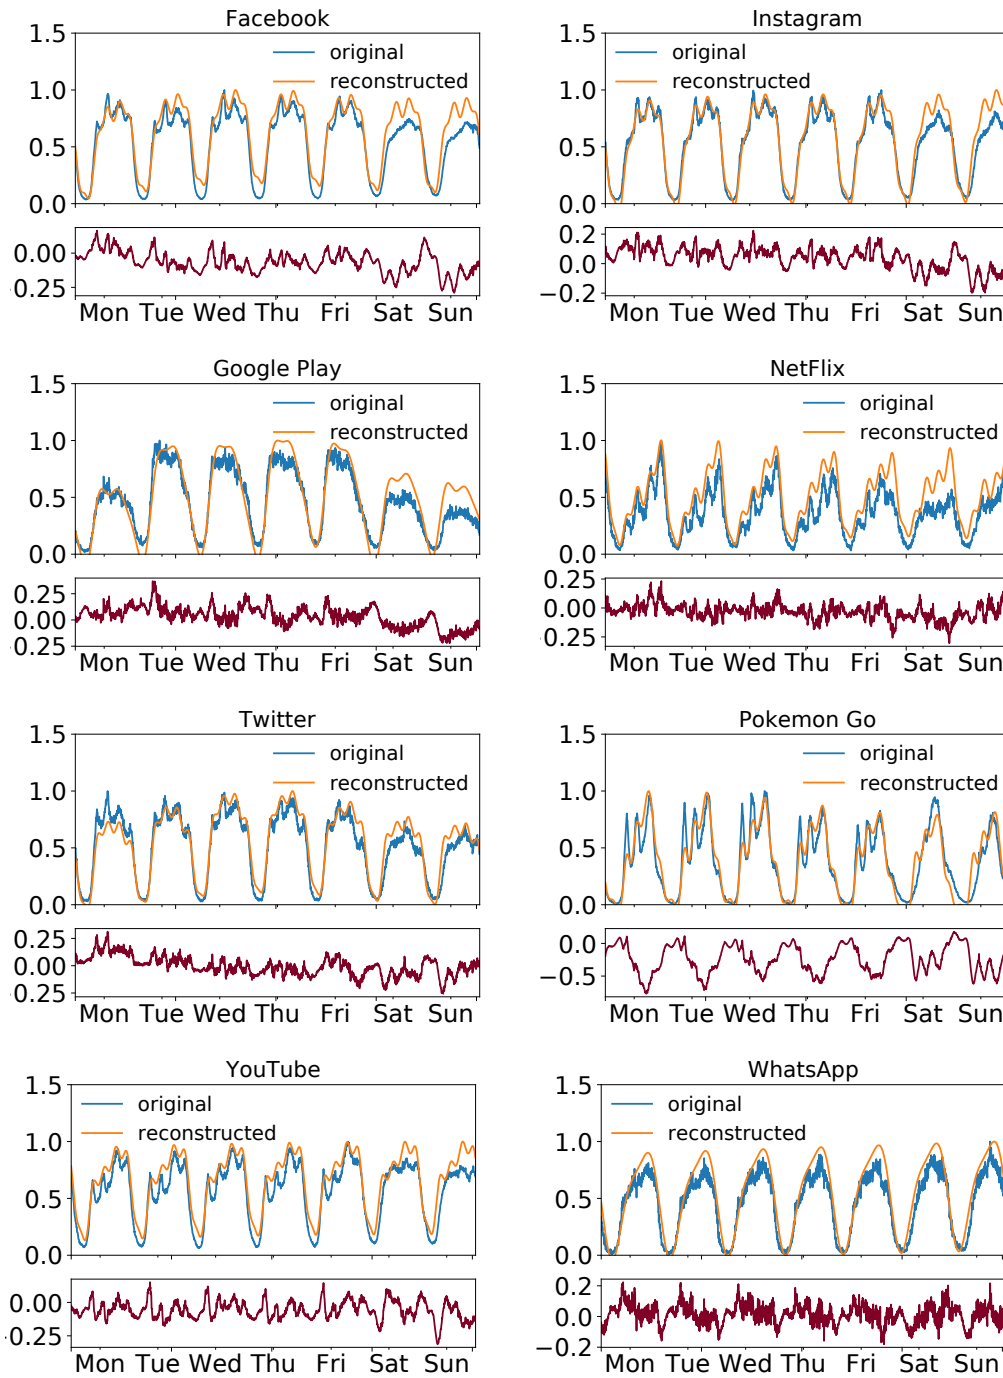 Facebook
1.5
original
reconstructed
1.0
0.5
0.0
0.00
0.25
Mon Tue Wed Thu Fri Sat Sun
Instagram
1.5
original
reconstructed
1.0
0.5
0.0
0.2
0.0
−0.2
Mon Tue Wed Thu Fri Sat Sun
Google Play
1.5
original
reconstructed
1.0
0.5
0.0
0.25
0.00
0.25
Mon Tue Wed Thu Fri Sat Sun
NetFlix
1.5
original
reconstructed
1.0
0.5
0.0
0.25
0.00
0.25
Mon Tue Wed Thu Fri Sat Sun
Twitter
1.5
original
reconstructed
1.0
0.5
0.0
0.25
0.00
0.25
Mon Tue Wed Thu Fri Sat Sun
Pokemon Go
1.5
original
reconstructed
1.0
0.5
0.0
0.0
−0.5
Mon Tue Wed Thu Fri Sat Sun
YouTube
1.5
original
reconstructed
1.0
0.5
0.0
0.00
0.25
Mon Tue Wed Thu Fri Sat Sun
WhatsApp
1.5
original
reconstructed
1.0
0.5
0.0
0.2
0.0
−0.2
Mon Tue Wed Thu Fri Sat Sun